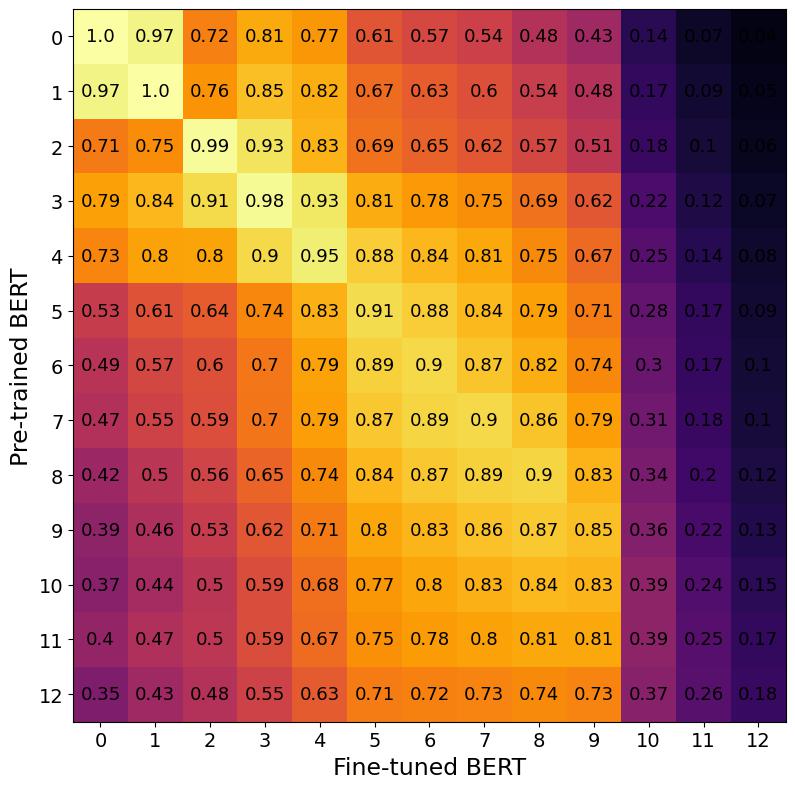 0 1.0 0.97 0.72 0.81 0.77 0.61 0.57 0.54 0.48 0.43 0.14 0.07 0.04
1 0.97 1.0 0.76 0.85 0.82 0.67 0.63 0.6 0.54 0.48 0.17 0.09 0.05
2 0.71 0.75 0.99 0.93 0.83 0.69 0.65 0.62 0.57 0.51 0.18 0.1 0.06
3 0.79 0.84 0.91 0.98 0.93 0.81 0.78 0.75 0.69 0.62 0.22 0.12 0.07
4 0.73 0.8 0.8 0.9 0.95 0.88 0.84 0.81 0.75 0.67 0.25 0.14 0.08
5 0.53 0.61 0.64 0.74 0.83 0.91 0.88 0.84 0.79 0.71 0.28 0.17 0.09
6 0.49 0.57 0.6 0.7 0.79 0.89 0.9 0.87 0.82 0.74 0.3 0.17 0.1
7 0.47 0.55 0.59 0.7 0.79 0.87 0.89 0.9 0.86 0.79 0.31 0.18 0.1
8 0.42 0.5 0.56 0.65 0.74 0.84 0.87 0.89 0.9 0.83 0.34 0.2 0.12
9 0.39 0.46 0.53 0.62 0.71 0.8 0.83 0.86 0.87 0.85 0.36 0.22 0.13
10 0.37 0.44 0.5 0.59 0.68 0.77 0.8 0.83 0.84 0.83 0.39 0.24 0.15
11 0.4 0.47 0.5 0.59 0.67 0.75 0.78 0.8 0.81 0.81 0.39 0.25 0.17
12 0.35 0.43 0.48 0.55 0.63 0.71 0.72 0.73 0.74 0.73 0.37 0.26 0.18
0 1 2 3 4 5 6 7 8 9 10 11 12
Fine-tuned BERT
Pre-trained BERT